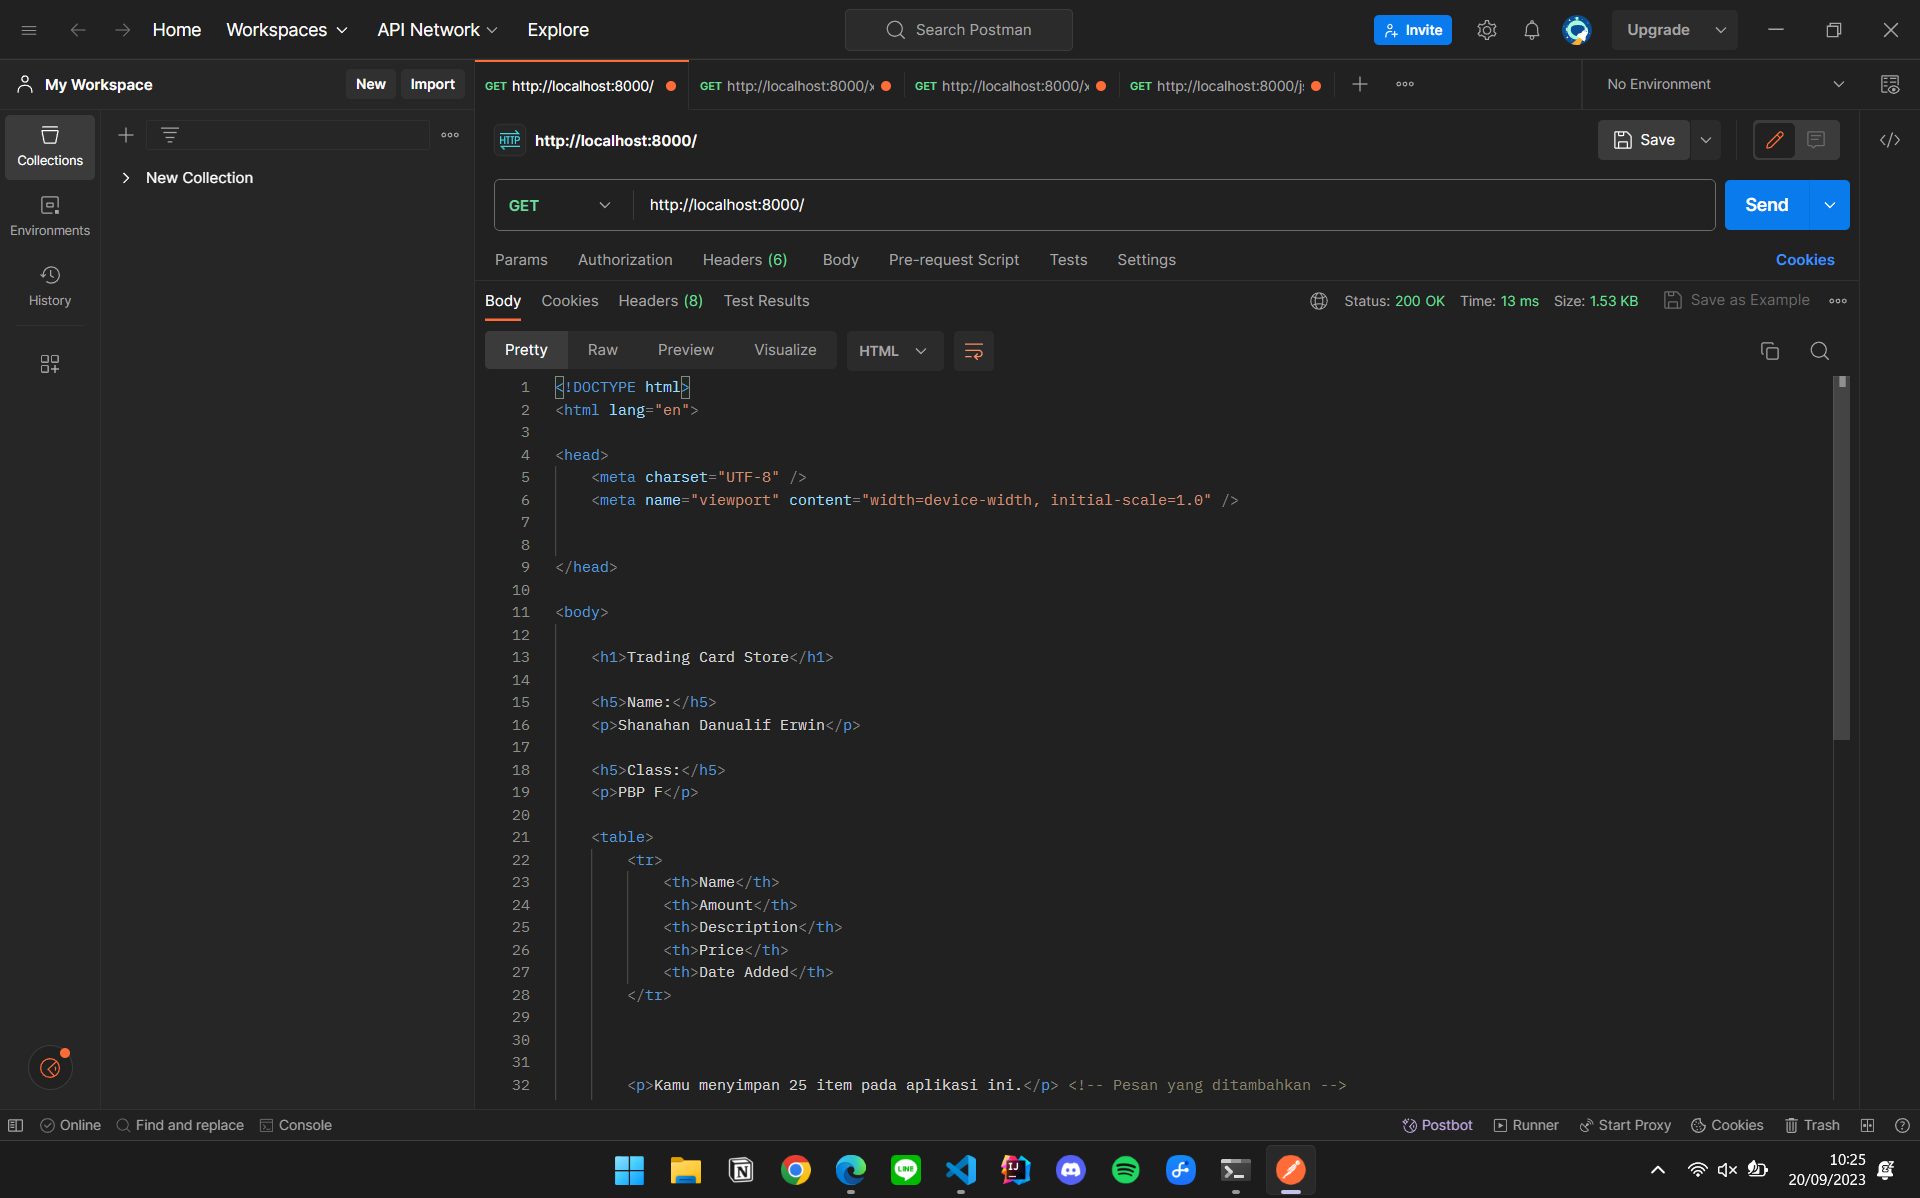 Home Workspaces API Network Explore Search Postman Invite Upgrade
My Workspace New Import GET http://localhost:8000/ GET http://localhost:8000/x GET http://localhost:8000/x GET http://localhost:8000/j No Environment
Collections
Environments
History
New Collection
HTTP http://localhost:8000/ Save
GET http://localhost:8000/ Send
Params Authorization Headers (6) Body Pre-request Script Tests Settings Cookies
Body Cookies Headers (8) Test Results Status: 200 OK Time: 13 ms Size: 1.53 KB Save as Example
Pretty Raw Preview Visualize HTML
1 <!DOCTYPE html>
2 <html lang="en">
3
4 <head>
5 <meta charset="UTF-8" />
6 <meta name="viewport" content="width=device-width, initial-scale=1.0" />
7
8
9 </head>
10
11 <body>
12
13 <h1>Trading Card Store</h1>
14
15 <h5>Name:</h5>
16 <p>Shanahan Danualif Erwin</p>
17
18 <h5>Class:</h5>
19 <p>PBP F</p>
20
21 <table>
22 <tr>
23 <th>Name</th>
24 <th>Amount</th>
25 <th>Description</th>
26 <th>Price</th>
27 <th>Date Added</th>
28 </tr>
29
30
31
32 <p>Kamu menyimpan 25 item pada aplikasi ini.</p> <!-- Pesan yang ditambahkan -->
Online Find and replace Console Postbot Runner Start Proxy Cookies Trash
LINE IJ
10:25
20/09/2023